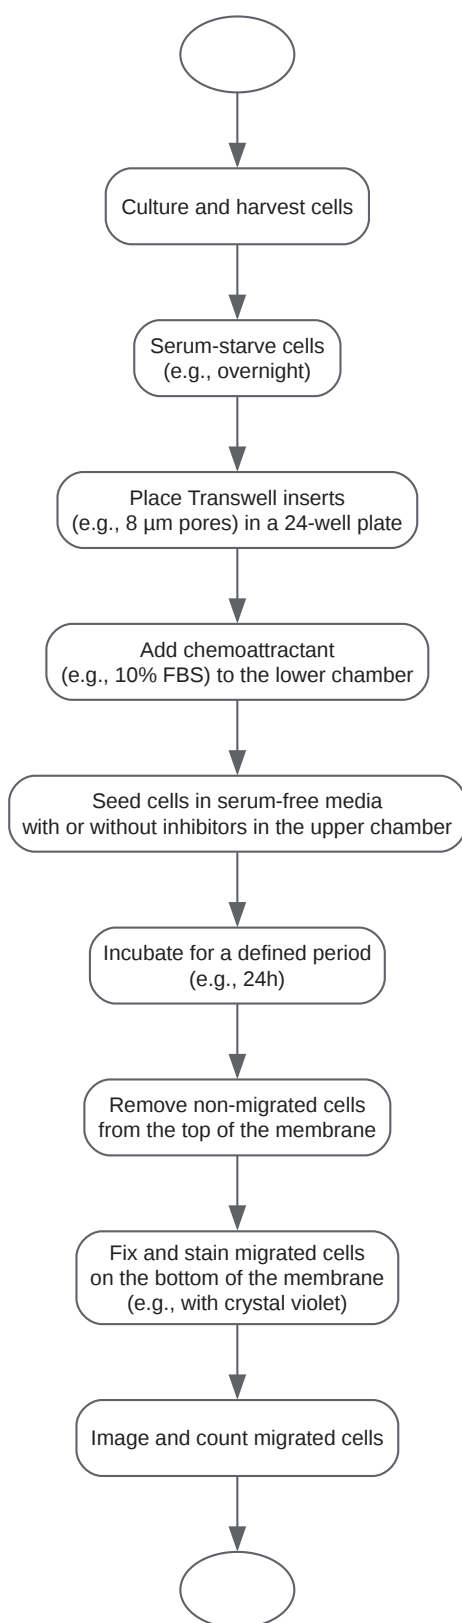 Culture and harvest cells
Serum-starve cells
(e.g., overnight)
Place Transwell inserts
(e.g., 8 µm pores) in a 24-well plate
Add chemoattractant
(e.g., 10% FBS) to the lower chamber
Seed cells in serum-free media
with or without inhibitors in the upper chamber
Incubate for a defined period
(e.g., 24h)
Remove non-migrated cells
from the top of the membrane
Fix and stain migrated cells
on the bottom of the membrane
(e.g., with crystal violet)
Image and count migrated cells